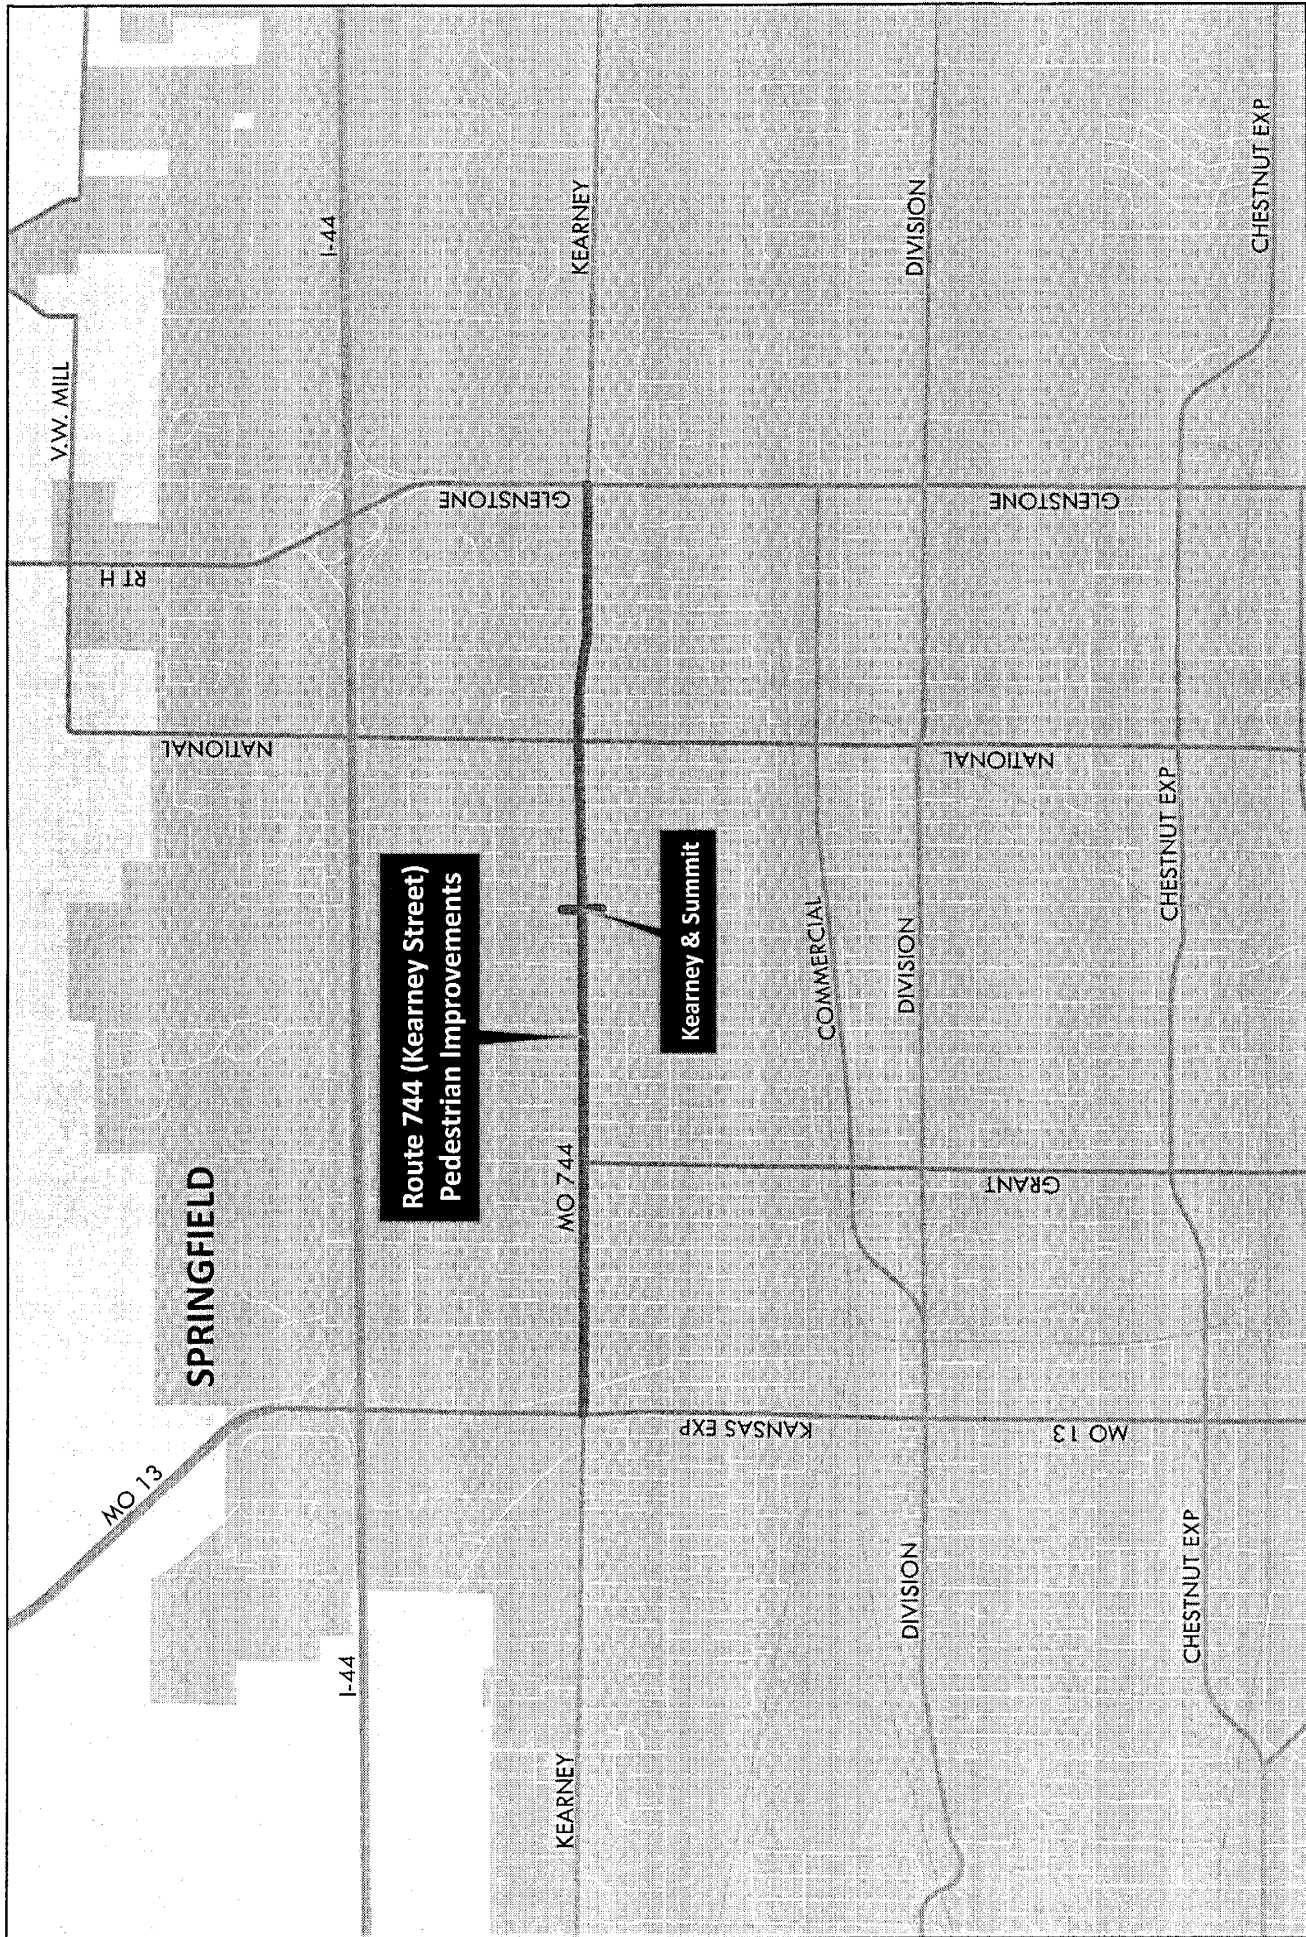 V.W. MILL
MO 13
RT H
SPRINGFIELD
NATIONAL
I-44
I-44
Route 744 (Kearney Street)
Pedestrian Improvements
GLENSTONE
KEARNEY
MO 744
KEARNEY
Kearney & Summit
KANSAS EXP
COMMERCIAL
DIVISION
DIVISION
DIVISION
MO 13
GRANT
NATIONAL
GLENSTONE
CHESTNUT EXP
CHESTNUT EXP
CHESTNUT EXP